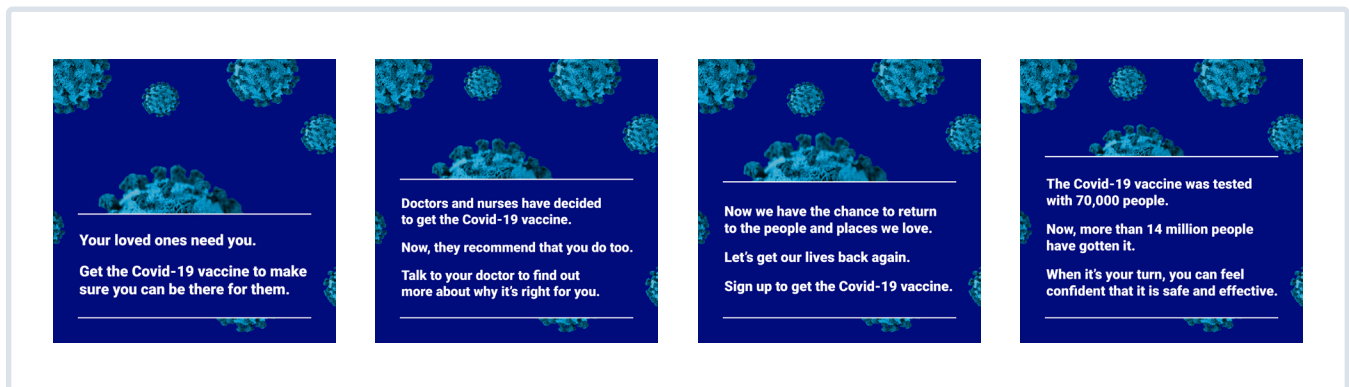 Your loved ones need you.
Get the Covid-19 vaccine to make
sure you can be there for them.
Doctors and nurses have decided
to get the Covid-19 vaccine.
Now, they recommend that you do too.
Talk to your doctor to find out
more about why it's right for you.
Now we have the chance to return
to the people and places we love.
Let's get our lives back again.
Sign up to get the Covid-19 vaccine.
The Covid-19 vaccine was tested
with 70,000 people.
Now, more than 14 million people
have gotten it.
When it's your turn, you can feel
confident that it is safe and effective.